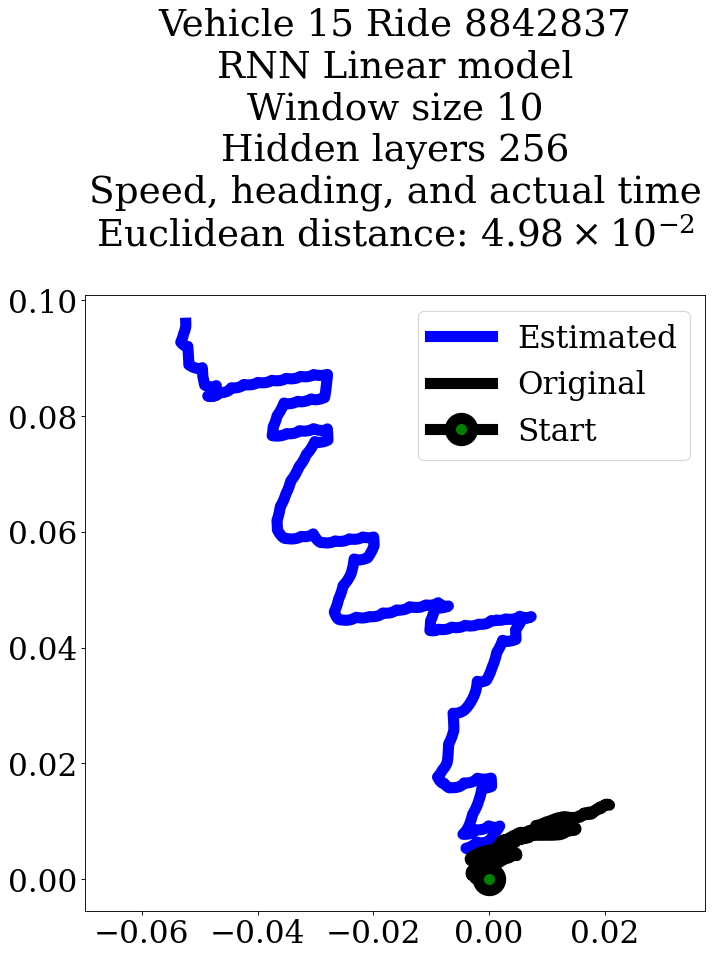 Vehicle 15 Ride 8842837
RNN Linear model
Window size 10
Hidden layers 256
Speed, heading, and actual time
Euclidean distance: 4.98 × 10⁻²
Estimated
Original
Start
0.10
0.08
0.06
0.04
0.02
0.00
−0.06 −0.04 −0.02 0.00 0.02